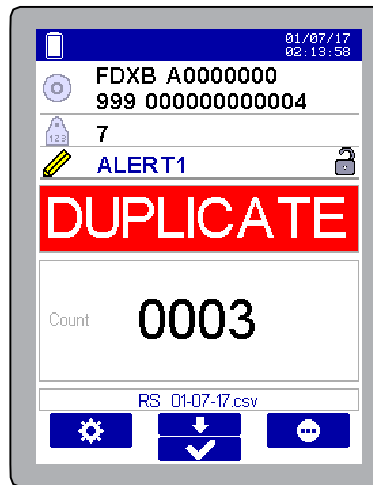 01/07/17
02:13:58
FDXB A0000000
999 000000000004
123
7
ALERT1
DUPLICATE
Count
0003
RS 01-07-17.csv